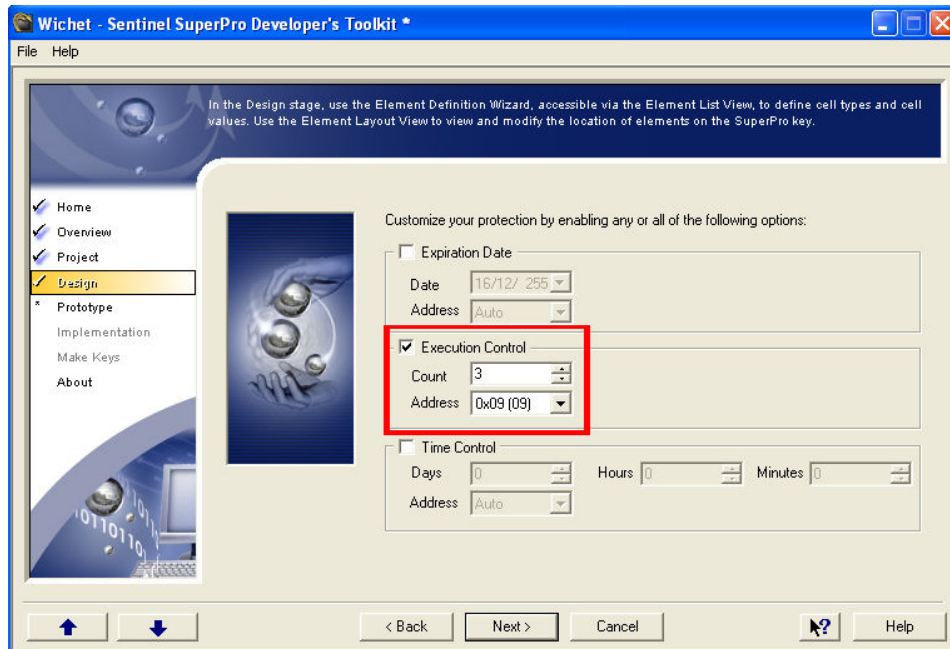 Wichet - Sentinel SuperPro Developer's Toolkit *
File Help
In the Design stage, use the Element Definition Wizard, accessible via the Element List View, to define cell types and cell
values. Use the Element Layout View to view and modify the location of elements on the SuperPro key.
Home
Overview
Project
Design
* Prototype
Implementation
Make Keys
About
Customize your protection by enabling any or all of the following options:
Expiration Date
Date 16/12/ 255
Address Auto
Execution Control
Count 3
Address 0x09 (09)
Time Control
Days 0 Hours 0 Minutes 0
Address Auto
01101101
< Back Next > Cancel ? Help